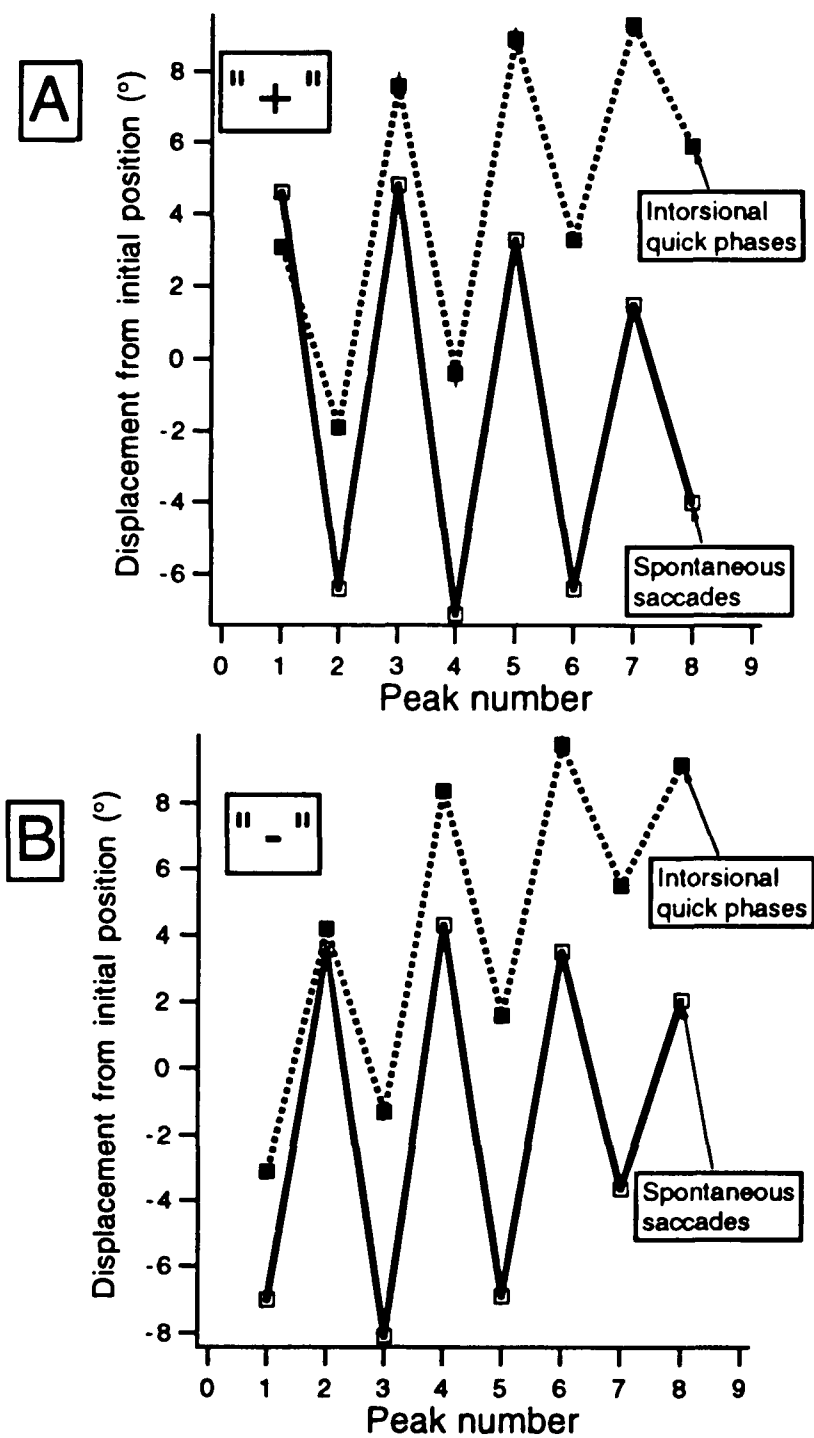 A
" + "
Displacement from initial position (°)
8
6
4
2
0
-2
-4
-6
Intorsional
quick phases
Spontaneous
saccades
0 1 2 3 4 5 6 7 8 9
Peak number
B
" - "
Displacement from initial position (°)
8
6
4
2
0
-2
-4
-6
-8
Intorsional
quick phases
Spontaneous
saccades
0 1 2 3 4 5 6 7 8 9
Peak number